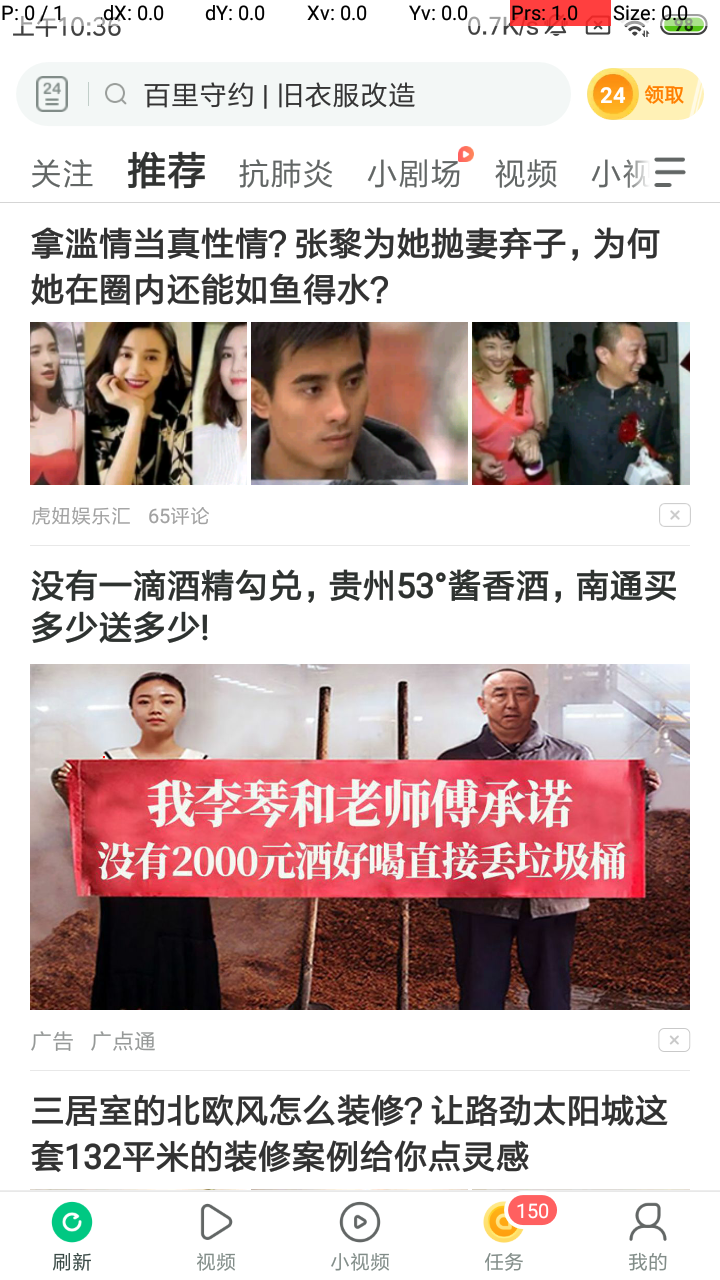 P: 0 / 1 dX: 0.0 dY: 0.0 Xv: 0.0 Yv: 0.0 Prs: 1.0 Size: 0.0
上午10:36 0.7K/s 98
24 百里守约 | 旧衣服改造 24 领取
关注 推荐 抗肺炎 小剧场 视频 小视
拿滥情当真性情? 张黎为她抛妻弃子，为何
她在圈内还能如鱼得水?
虎妞娱乐汇 65评论
没有一滴酒精勾兑，贵州53°酱香酒，南通买
多少送多少!
我李琴和老师傅承诺
没有2000元酒好喝直接丢垃圾桶
广告 广点通
三居室的北欧风怎么装修? 让路劲太阳城这
套132平米的装修案例给你点灵感
150
刷新 视频 小视频 任务 我的